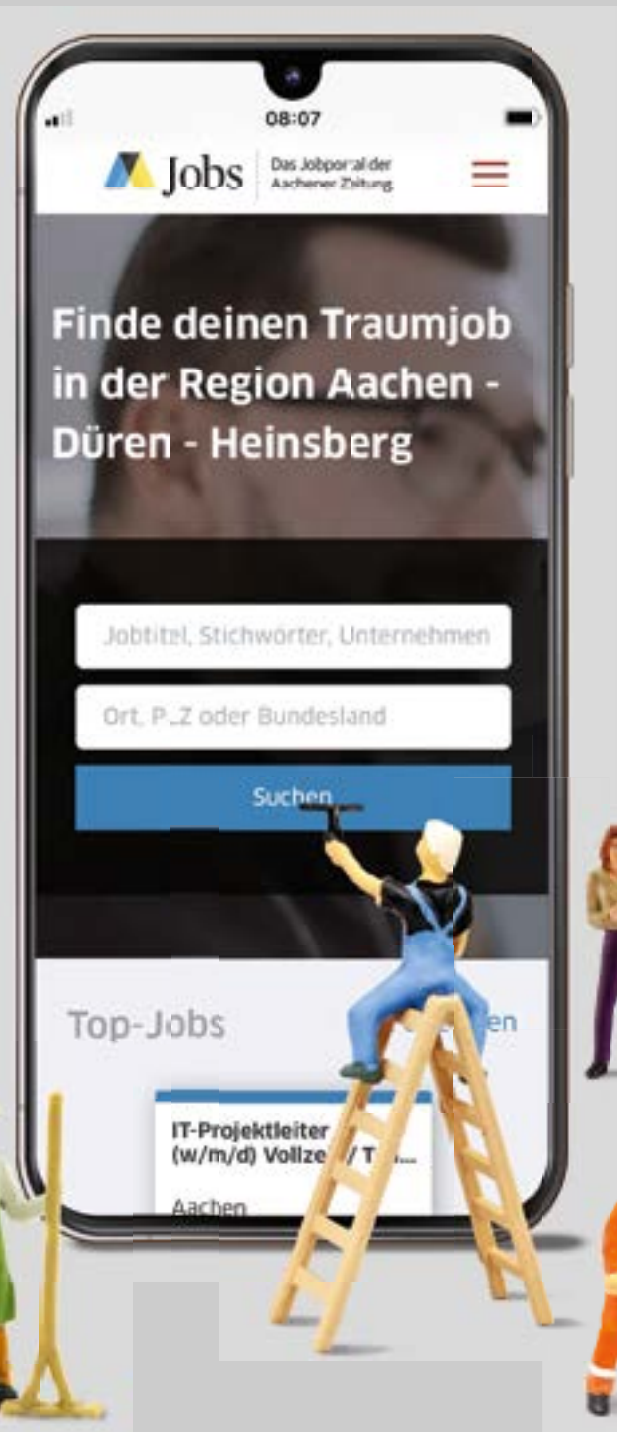 08:07
Jobs
Das Jobportal der
Aachener Zeitung
Finde deinen Traumjob
in der Region Aachen -
Düren - Heinsberg
Jobtitel, Stichwörter, Unternehmen
Ort, PLZ oder Bundesland
Suchen
Top-Jobs en
IT-Projektleiter
(w/m/d) Vollze / T ...
Aachen